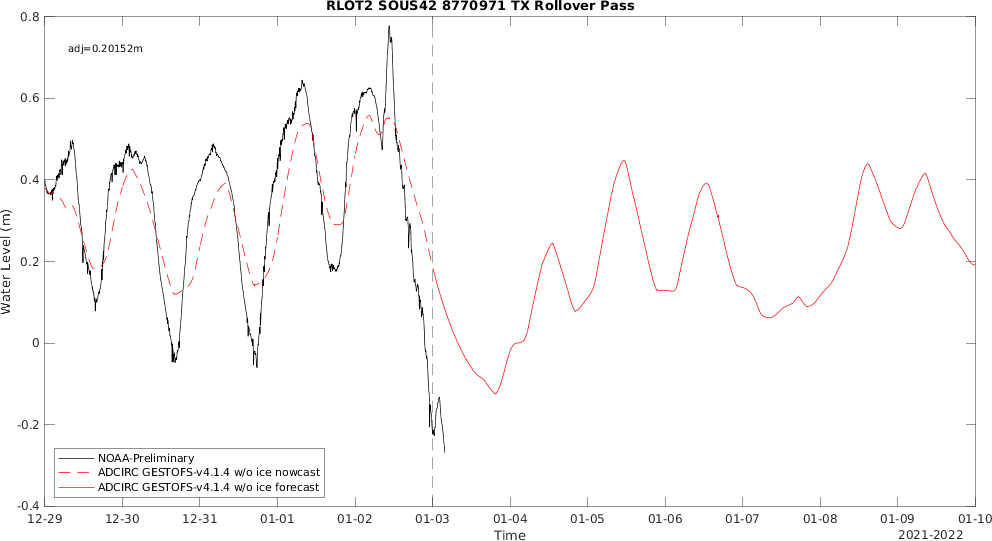 RLOT2 SOUS42 8770971 TX Rollover Pass
adj=0.20152m
Water Level (m)
0.8
0.6
0.4
0.2
0
-0.2
-0.4
NOAA-Preliminary
ADCIRC GESTOFS-v4.1.4 w/o ice nowcast
ADCIRC GESTOFS-v4.1.4 w/o ice forecast
12-29 12-30 12-31 01-01 01-02 01-03 01-04 01-05 01-06 01-07 01-08 01-09 01-10
Time
2021-2022